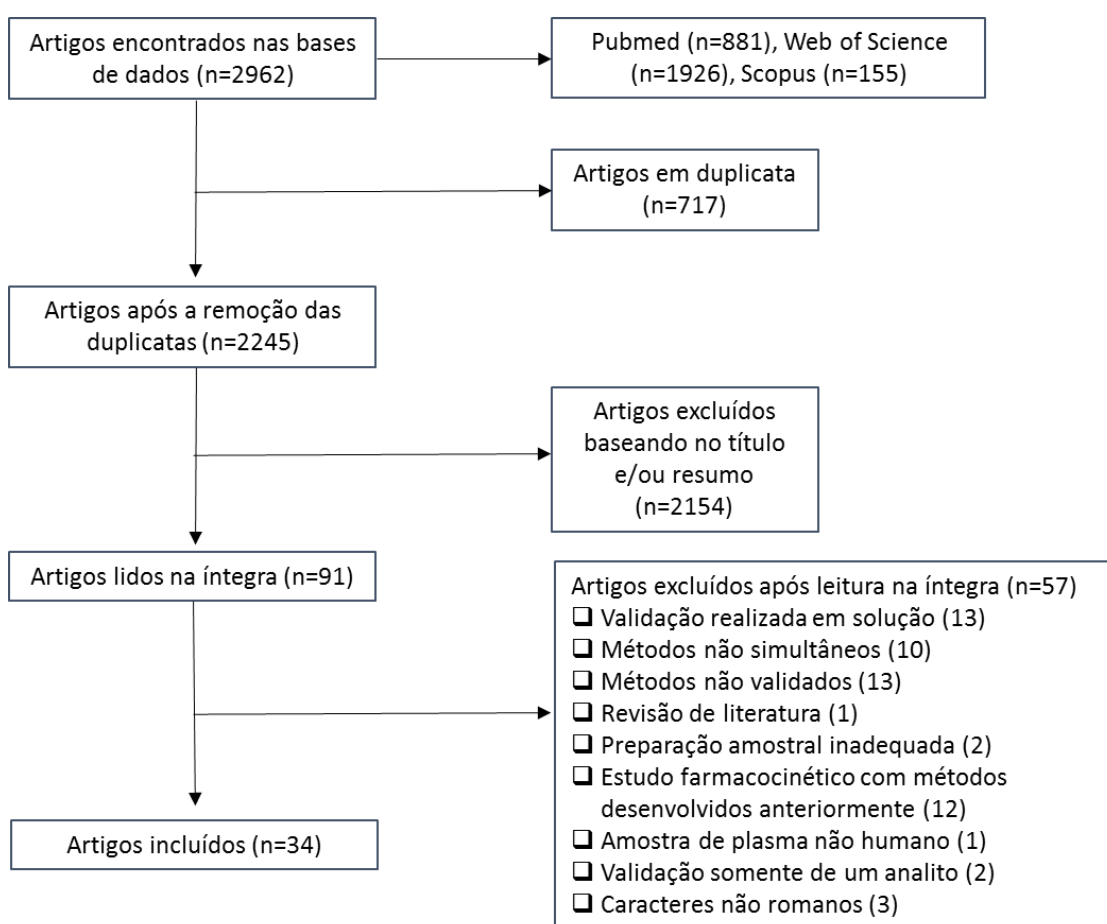 Artigos encontrados nas bases
de dados (n=2962)
Pubmed (n=881), Web of Science
(n=1926), Scopus (n=155)
Artigos em duplicata
(n=717)
Artigos após a remoção das
duplicatas (n=2245)
Artigos excluídos
baseando no título
e/ou resumo
(n=2154)
Artigos lidos na íntegra (n=91)
Artigos excluídos após leitura na íntegra (n=57)
❑ Validação realizada em solução (13)
❑ Métodos não simultâneos (10)
❑ Métodos não validados (13)
❑ Revisão de literatura (1)
❑ Preparação amostral inadequada (2)
❑ Estudo farmacocinético com métodos
desenvolvidos anteriormente (12)
❑ Amostra de plasma não humano (1)
❑ Validação somente de um analito (2)
❑ Caracteres não romanos (3)
Artigos incluídos (n=34)